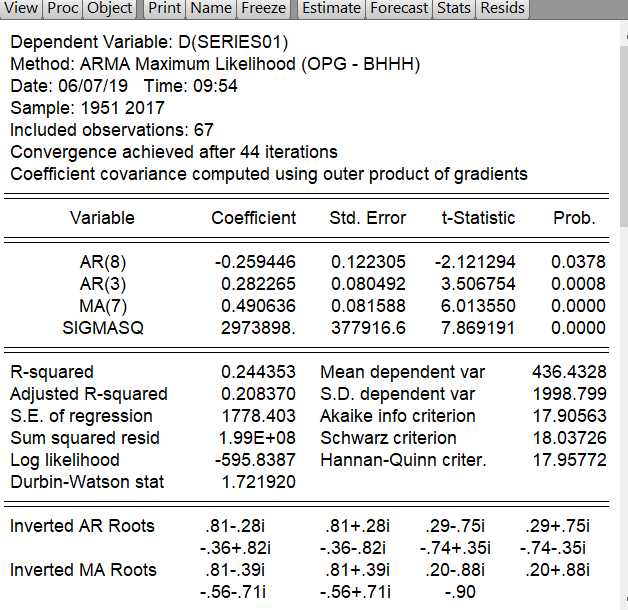 View Proc Object Print Name Freeze Estimate Forecast Stats Resids
Dependent Variable: D(SERIES01)
Method: ARMA Maximum Likelihood (OPG - BHHH)
Date: 06/07/19 Time: 09:54
Sample: 1951 2017
Included observations: 67
Convergence achieved after 44 iterations
Coefficient covariance computed using outer product of gradients
Variable Coefficient Std. Error t-Statistic Prob.
AR(8) -0.259446 0.122305 -2.121294 0.0378
AR(3) 0.282265 0.080492 3.506754 0.0008
MA(7) 0.490636 0.081588 6.013550 0.0000
SIGMASQ 2973898. 377916.6 7.869191 0.0000
R-squared 0.244353 Mean dependent var 436.4328
Adjusted R-squared 0.208370 S.D. dependent var 1998.799
S.E. of regression 1778.403 Akaike info criterion 17.90563
Sum squared resid 1.99E+08 Schwarz criterion 18.03726
Log likelihood -595.8387 Hannan-Quinn criter. 17.95772
Durbin-Watson stat 1.721920
Inverted AR Roots .81-.28i .81+.28i .29-.75i .29+.75i
-.36+.82i -.36-.82i -.74+.35i -.74-.35i
Inverted MA Roots .81-.39i .81+.39i .20-.88i .20+.88i
-.56-.71i -.56+.71i -.90